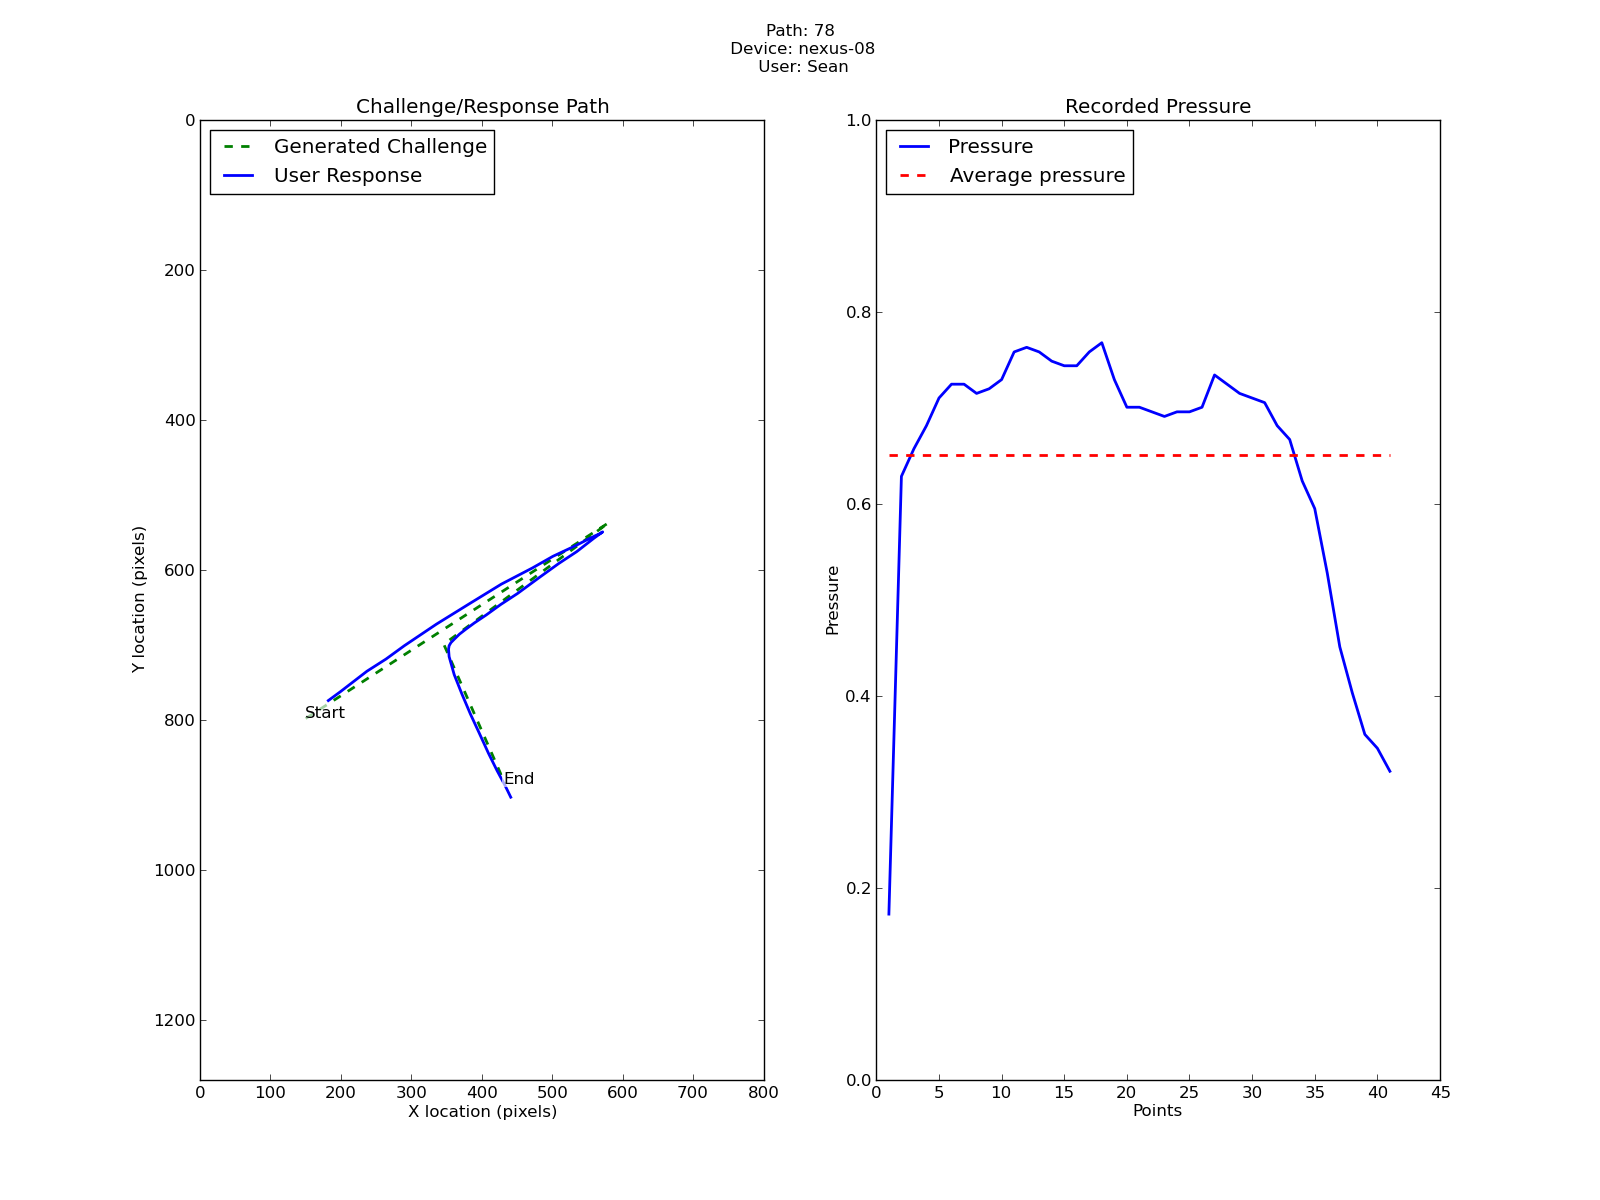 Path: 78
Device: nexus-08
User: Sean
Challenge/Response Path
Generated Challenge
User Response
0
200
400
600
800
1000
1200
Y location (pixels)
Start
End
0 100 200 300 400 500 600 700 800
X location (pixels)
Recorded Pressure
Pressure
Average pressure
1.0
0.8
0.6
0.4
0.2
0.0
Pressure
0 5 10 15 20 25 30 35 40 45
Points